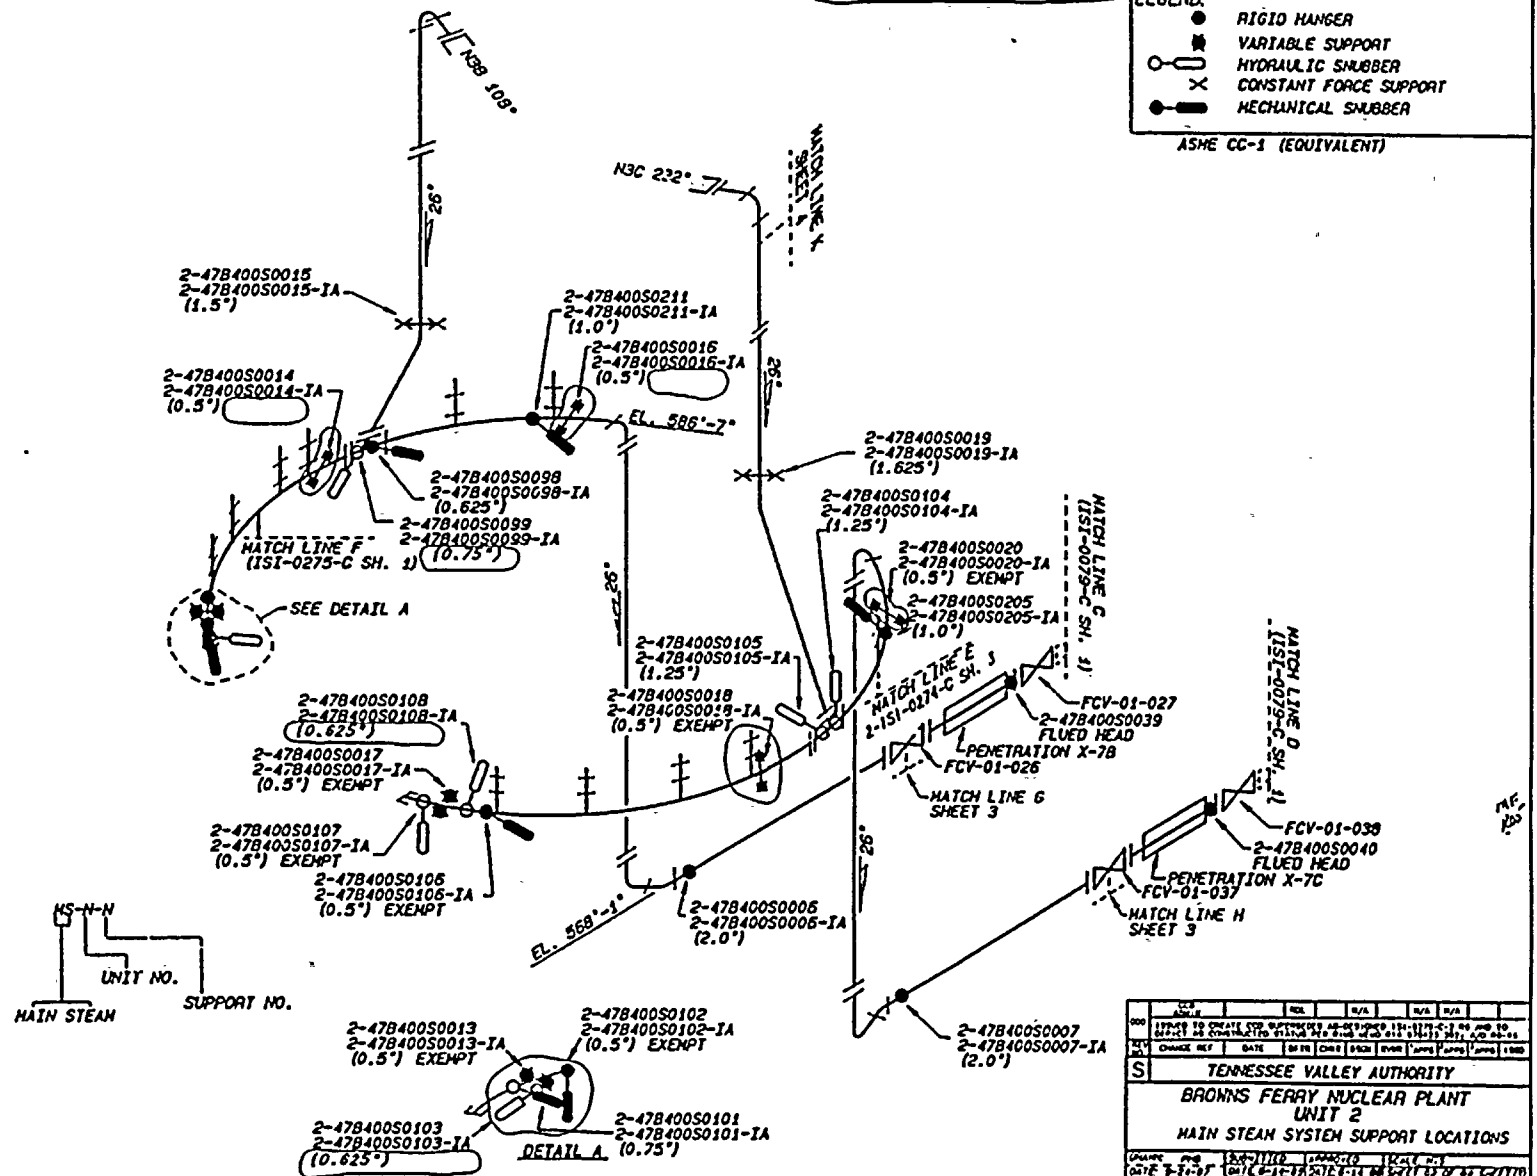 LEGEND:
RIGID HANGER
VARIABLE SUPPORT
HYDRAULIC SNUBBER
CONSTANT FORCE SUPPORT
MECHANICAL SNUBBER
ASME CC-1 (EQUIVALENT)
N3B 108°
26"
N3C 232°
MATCH LINE K
SHEET 4
2-47B400S0015
2-47B400S0015-IA
(1.5")
2-47B400S0211
2-47B400S0211-IA
(1.0")
2-47B400S0016
2-47B400S0016-IA
(0.5")
26"
2-47B400S0014
2-47B400S0014-IA
(0.5")
EL. 586'-7"
2-47B400S0019
2-47B400S0019-IA
(1.625")
2-47B400S0098
2-47B400S0098-IA
(0.625")
2-47B400S0099
2-47B400S0099-IA
(0.75")
MATCH LINE F
(ISI-0275-C SH. 1)
2-47B400S0104
2-47B400S0104-IA
(1.25")
MATCH LINE C
(ISI-0079-C SH. 1)
2-47B400S0020
2-47B400S0020-IA
(0.5") EXEMPT
2-47B400S0205
2-47B400S0205-IA
(1.0")
SEE DETAIL A
26"
MATCH LINE D
(ISI-0079-C SH. 1)
2-47B400S0105
2-47B400S0105-IA
(1.25")
MATCH LINE E
2-ISI-0274-C SH.
2-47B400S0018
2-47B400S0018-IA
(0.5") EXEMPT
FCV-01-027
2-47B400S0039
FLUED HEAD
PENETRATION X-7B
FCV-01-026
MATCH LINE G
SHEET 3
2-47B400S0108
2-47B400S0108-IA
(0.625")
2-47B400S0017
2-47B400S0017-IA
(0.5") EXEMPT
2-47B400S0107
2-47B400S0107-IA
(0.5") EXEMPT
2-47B400S0106
2-47B400S0106-IA
(0.5") EXEMPT
26"
FCV-01-038
2-47B400S0040
FLUED HEAD
PENETRATION X-7C
FCV-01-037
MATCH LINE H
SHEET 3
2-47B400S0006
2-47B400S0006-IA
(2.0")
EL. 568'-1"
MS-N-N
UNIT NO.
SUPPORT NO.
MAIN STEAM
2-47B400S0007
2-47B400S0007-IA
(2.0")
2-47B400S0013
2-47B400S0013-IA
(0.5") EXEMPT
2-47B400S0102
2-47B400S0102-IA
(0.5") EXEMPT
2-47B400S0103
2-47B400S0103-IA
(0.625")
2-47B400S0101
2-47B400S0101-IA
(0.75")
DETAIL A
000
CHANGE REF DATE
S
TENNESSEE VALLEY AUTHORITY
BROWNS FERRY NUCLEAR PLANT
UNIT 2
MAIN STEAM SYSTEM SUPPORT LOCATIONS